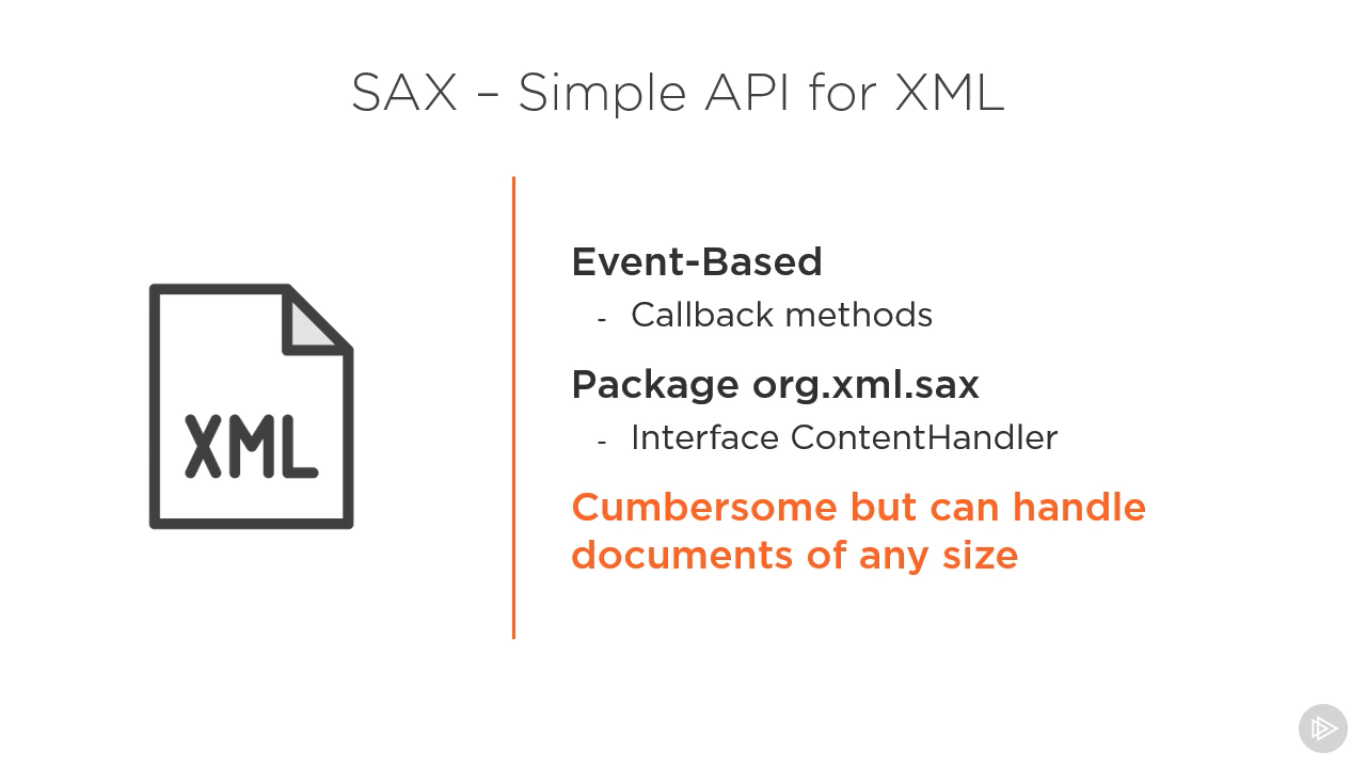 SAX – Simple API for XML
XML
Event-Based
- Callback methods
Package org.xml.sax
- Interface ContentHandler
Cumbersome but can handle
documents of any size